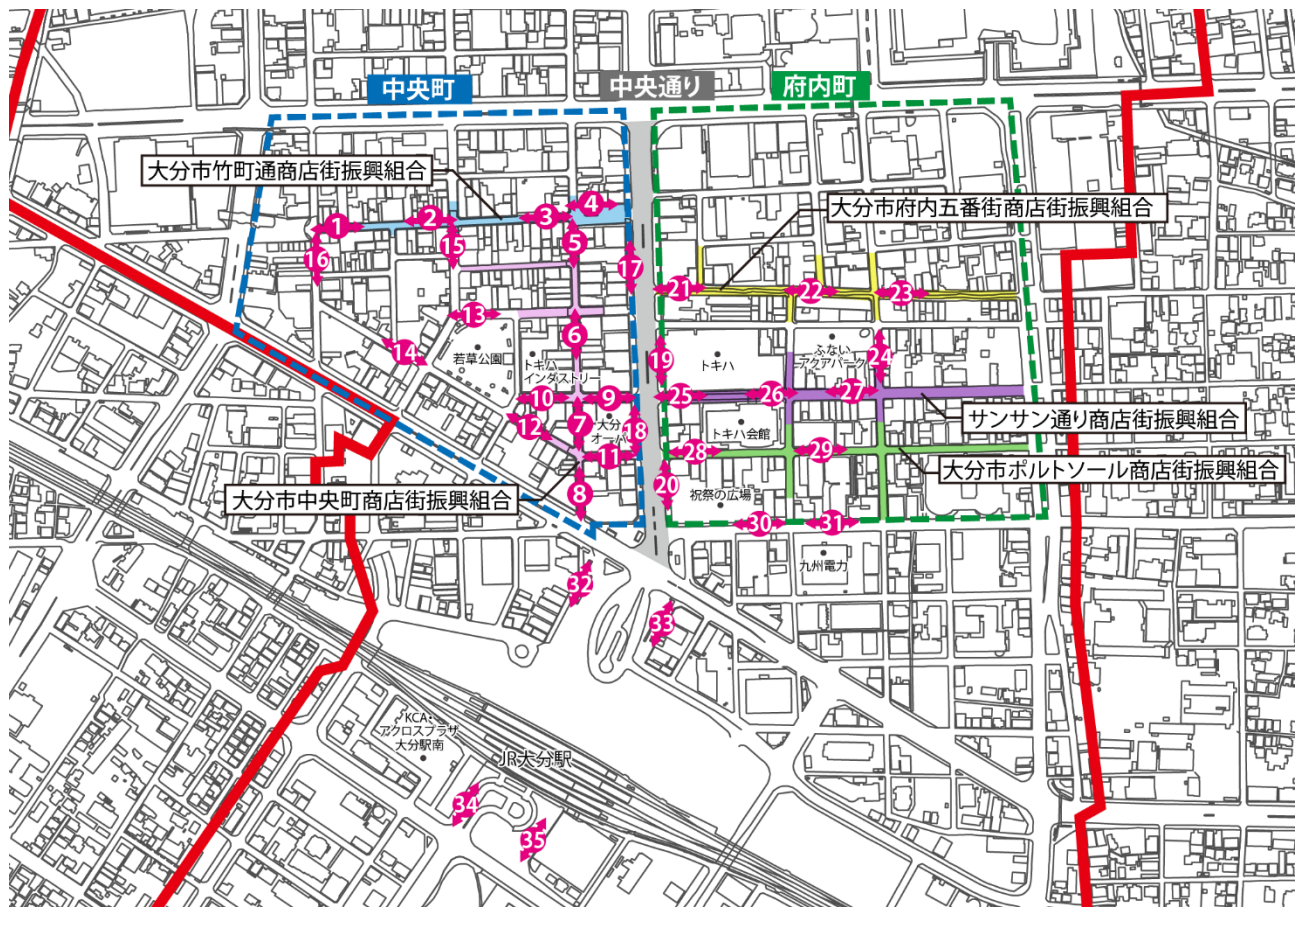 中央町
中央通り
府内町
大分市竹町通商店街振興組合
大分市府内五番街商店街振興組合
4
3
2
1
15
5
16
17
21
22
23
13
6
14
若草公園
トキハ
インダストリー
19
トキハ
ふない
アクアパーク
24
10
9
25
26
27
サンサン通り商店街振興組合
12
7
大分
オーパ
18
トキハ会館
11
28
29
大分市ポルトソール商店街振興組合
大分市中央町商店街振興組合
8
20
祝祭の広場
30
31
九州電力
32
33
KCA・
アクロスプラザ
大分駅南
JR大分駅
34
35